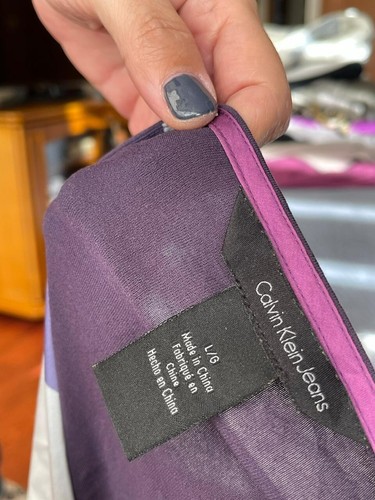 Calvin Klein Jeans
L/G
Made in China
Fabriqué en
Chine
Hecho en China